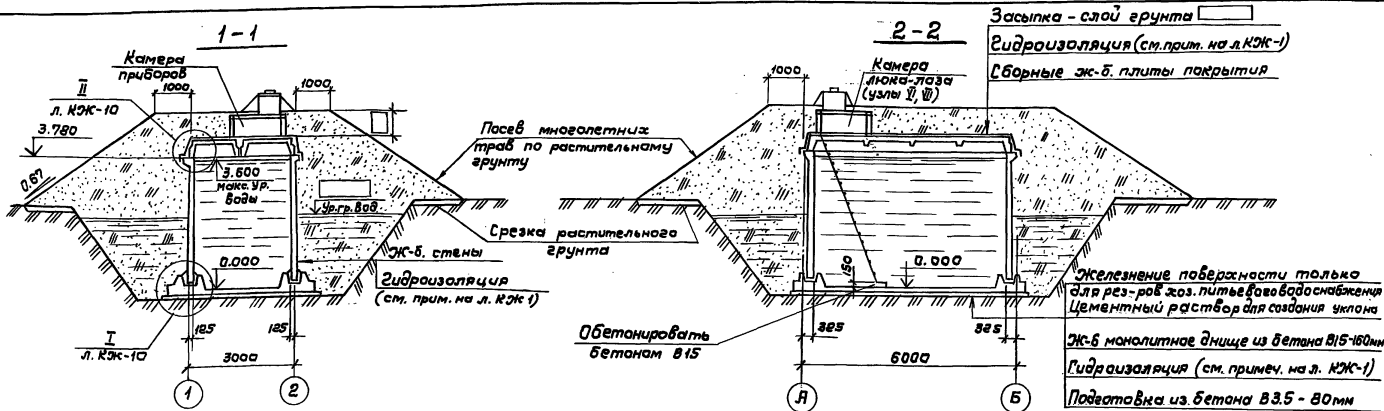 1-1
Камера
приборов
II
л. КЖ-10
1000
1000
3.780
0.67
3.600
макс. ур.
воды
Ур.гр.вод.
Посев многолетних
трав по растительному
грунту
Срезка растительного
грунта
Ж-б. стены
0.000
Гидроизоляция
(см. прим. на л. КЖ 1)
I
л. КЖ-10
125
125
3000
1
2
2-2
1000
Камера
люка-лаза
(узлы V, VI)
Засыпка - слой грунта
Гидроизоляция (см. прим. на л. КЖ-1)
Сборные ж-б. плиты покрытия
150
0.000
Обетонировать
бетоном В15
325
325
6000
А
Б
Железнение поверхности только
для рез-ров хоз. питьевого водоснабжения
Цементный раствор для создания уклона
Ж-б монолитное днище из бетона В15-160мм
Гидроизоляция (см. примеч. на л. КЖ-1)
Подготовка из бетона В3.5 - 80мм